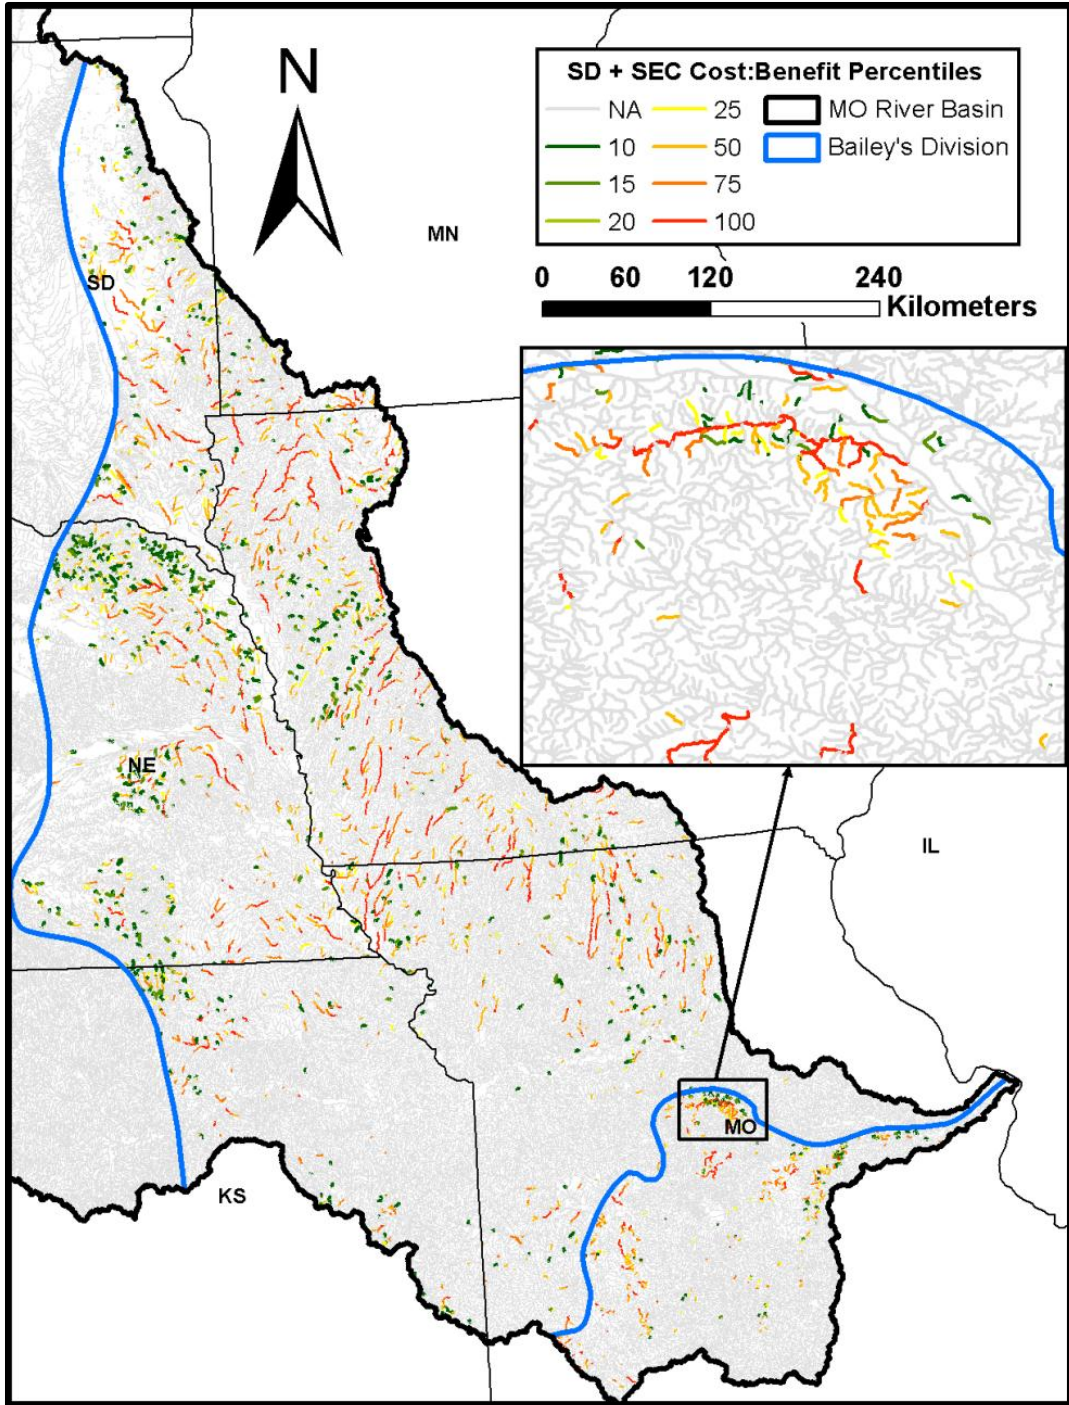 N
SD + SEC Cost:Benefit Percentiles
NA 25 MO River Basin
10 50 Bailey's Division
15 75
20 100
MN
SD
0 60 120 240
Kilometers
NE
IL
MO
KS